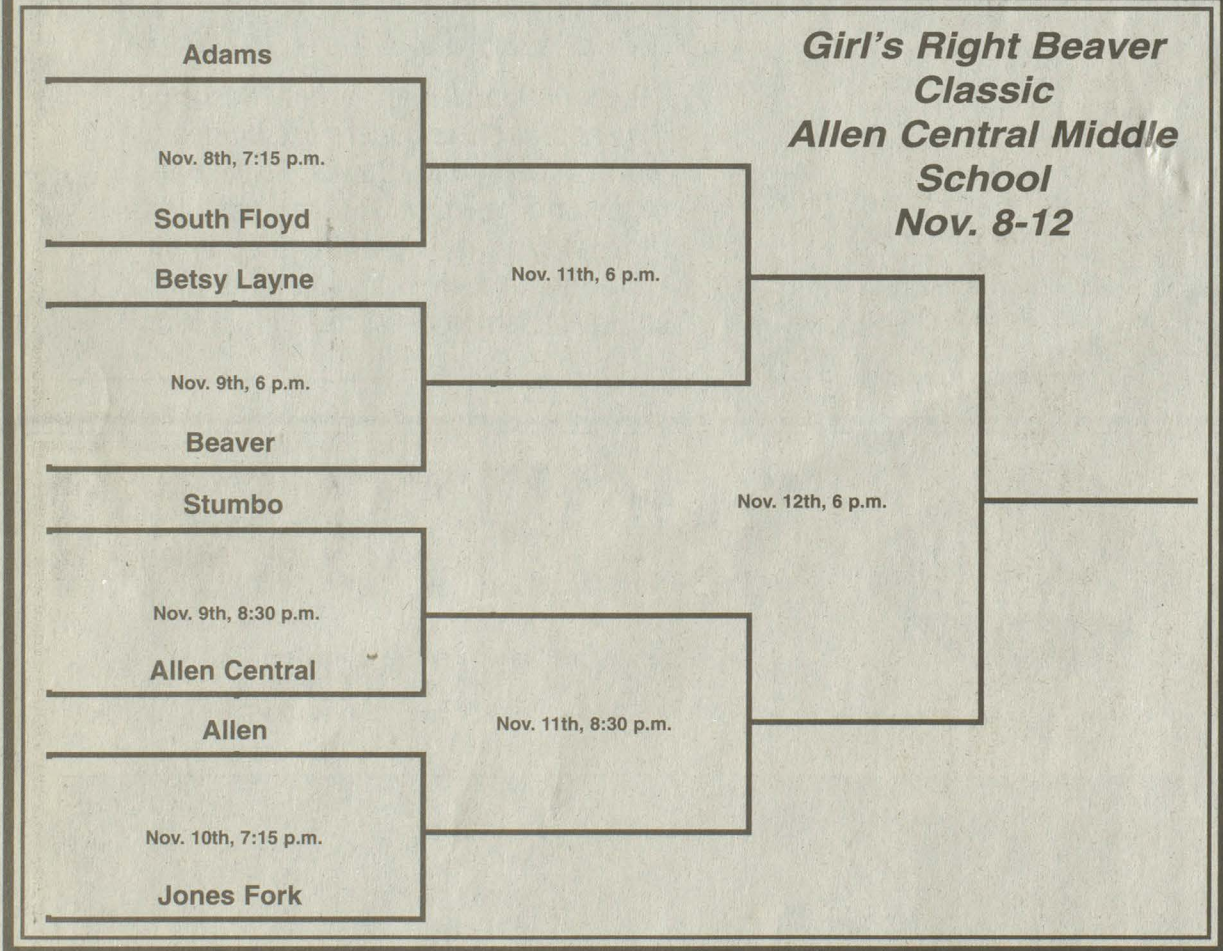 Girl's Right Beaver
Classic
Allen Central Middle
School
Nov. 8-12
Adams
Nov. 8th, 7:15 p.m.
South Floyd
Betsy Layne
Nov. 9th, 6 p.m.
Beaver
Stumbo
Nov. 9th, 8:30 p.m.
Allen Central
Allen
Nov. 10th, 7:15 p.m.
Jones Fork
Nov. 11th, 6 p.m.
Nov. 11th, 8:30 p.m.
Nov. 12th, 6 p.m.